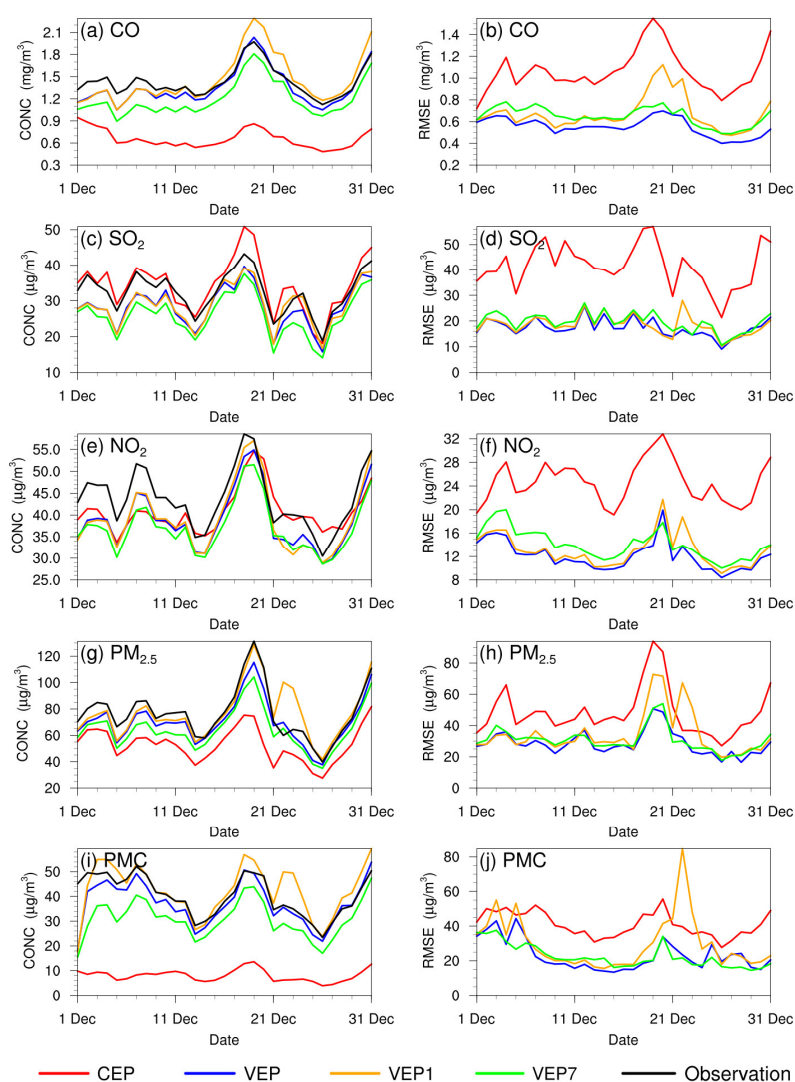 (a) CO
CONC (mg/m³)
2.1
1.8
1.5
1.2
0.9
0.6
0.3
1 Dec 11 Dec 21 Dec 31 Dec
Date
(b) CO
RMSE (mg/m³)
1.4
1.2
1.0
0.8
0.6
0.4
0.2
1 Dec 11 Dec 21 Dec 31 Dec
Date
(c) SO₂
CONC (µg/m³)
50
40
30
20
10
1 Dec 11 Dec 21 Dec 31 Dec
Date
(d) SO₂
RMSE (µg/m³)
50
40
30
20
10
0
1 Dec 11 Dec 21 Dec 31 Dec
Date
(e) NO₂
CONC (µg/m³)
55.0
50.0
45.0
40.0
35.0
30.0
25.0
1 Dec 11 Dec 21 Dec 31 Dec
Date
(f) NO₂
RMSE (µg/m³)
32
28
24
20
16
12
8
1 Dec 11 Dec 21 Dec 31 Dec
Date
(g) PM₂.₅
CONC (µg/m³)
120
100
80
60
40
20
1 Dec 11 Dec 21 Dec 31 Dec
Date
(h) PM₂.₅
RMSE (µg/m³)
80
60
40
20
0
1 Dec 11 Dec 21 Dec 31 Dec
Date
(i) PMC
CONC (µg/m³)
50
40
30
20
10
0
1 Dec 11 Dec 21 Dec 31 Dec
Date
(j) PMC
RMSE (µg/m³)
80
60
40
20
0
1 Dec 11 Dec 21 Dec 31 Dec
Date
CEP VEP VEP1 VEP7 Observation